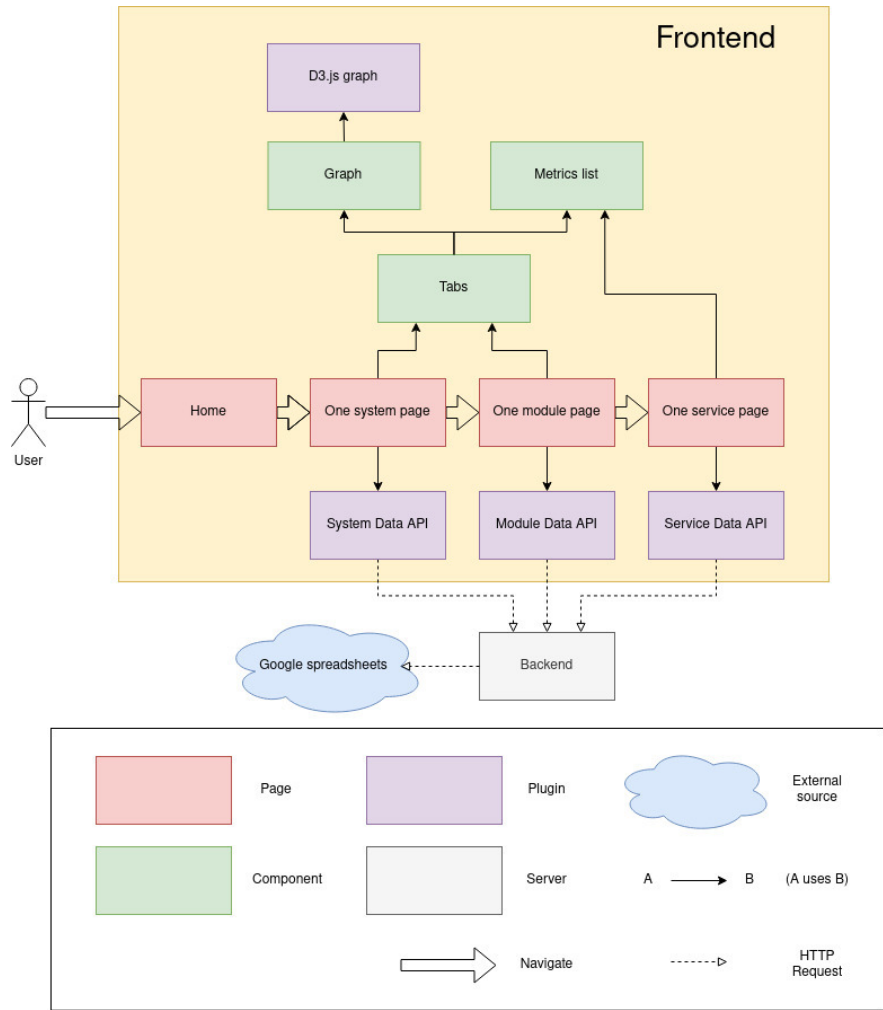 Frontend
D3.js graph
Graph
Metrics list
Tabs
Home
One system page
One module page
One service page
User
System Data API
Module Data API
Service Data API
Google spreadsheets
Backend
Page
Plugin
External
source
Component
Server
A
B
(A uses B)
Navigate
HTTP
Request